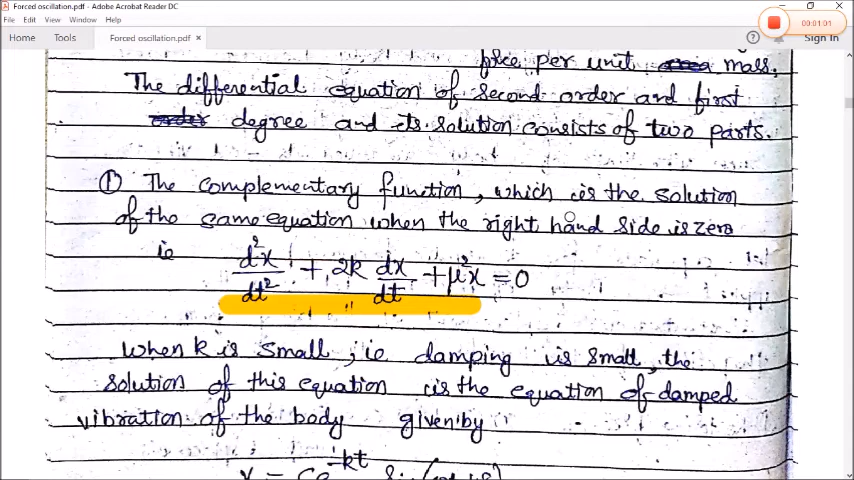 Forced oscillation.pdf - Adobe Acrobat Reader DC
File Edit View Window Help
Home Tools Forced oscillation.pdf × Sign In
00:01:01
force per unit mass.
The differential equation of second order and first
degree and its solution consists of two parts.
① The complementary function, which is the solution
of the same equation when the right hand side is zero
ie d²x/dt² + 2k dx/dt + μ²x = 0
When k is small, ie damping is small, the
solution of this equation is the equation of damped
vibration of the body given by